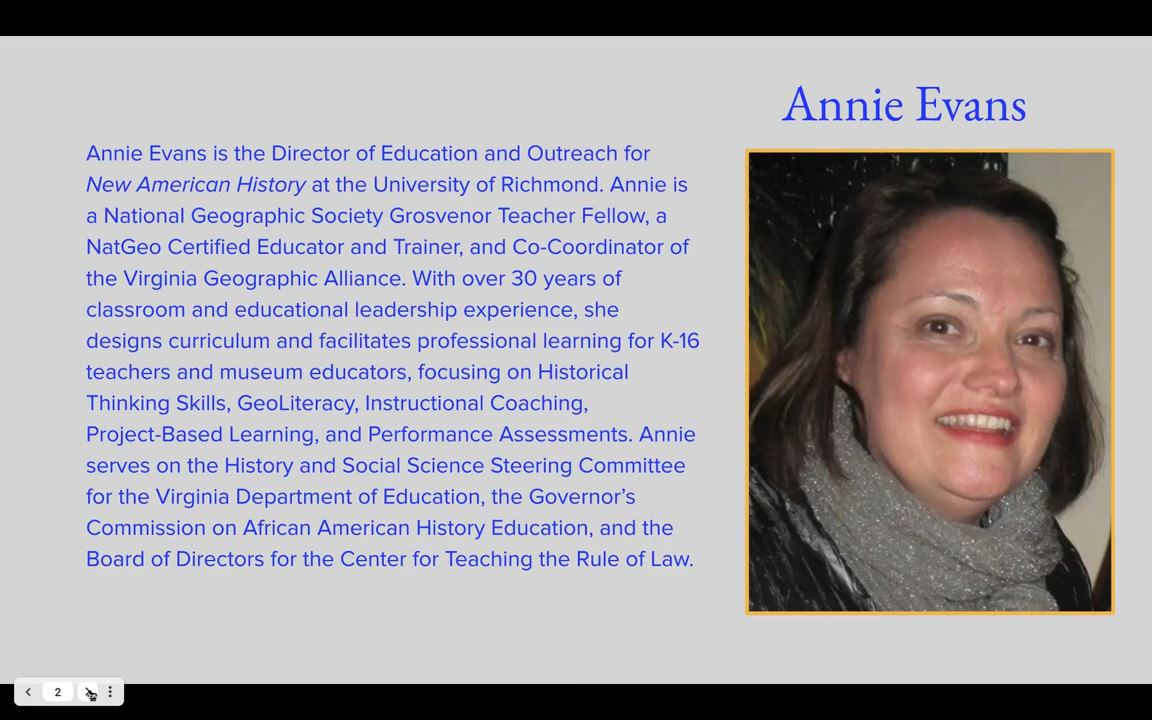 Annie Evans
Annie Evans is the Director of Education and Outreach for
New American History at the University of Richmond. Annie is
a National Geographic Society Grosvenor Teacher Fellow, a
NatGeo Certified Educator and Trainer, and Co-Coordinator of
the Virginia Geographic Alliance. With over 30 years of
classroom and educational leadership experience, she
designs curriculum and facilitates professional learning for K-16
teachers and museum educators, focusing on Historical
Thinking Skills, GeoLiteracy, Instructional Coaching,
Project-Based Learning, and Performance Assessments. Annie
serves on the History and Social Science Steering Committee
for the Virginia Department of Education, the Governor’s
Commission on African American History Education, and the
Board of Directors for the Center for Teaching the Rule of Law.
2